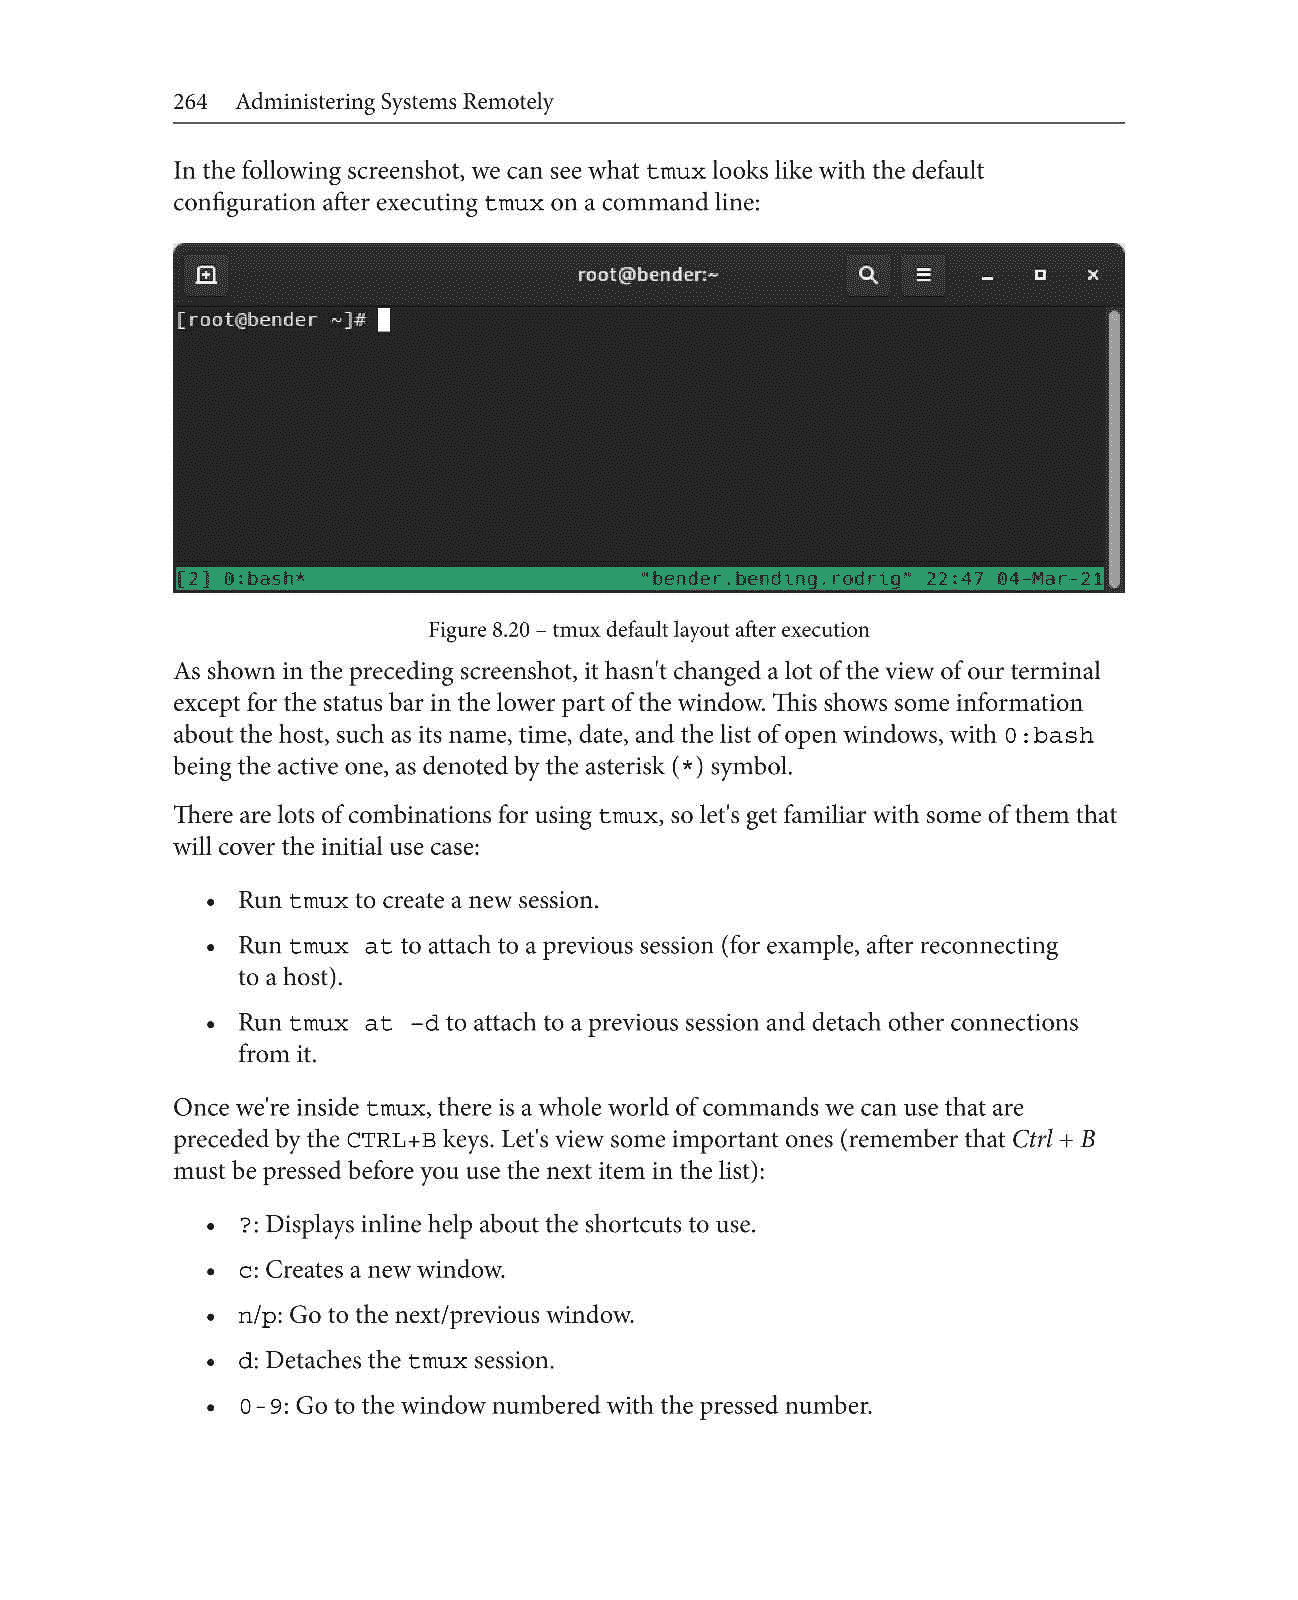 264 Administering Systems Remotely
In the following screenshot, we can see what tmux looks like with the default
configuration after executing tmux on a command line:
root@bender:~
[root@bender ~]#
[2] 0:bash* "bender.bending.rodrig" 22:47 04-Mar-21
Figure 8.20 – tmux default layout after execution
As shown in the preceding screenshot, it hasn't changed a lot of the view of our terminal
except for the status bar in the lower part of the window. This shows some information
about the host, such as its name, time, date, and the list of open windows, with 0:bash
being the active one, as denoted by the asterisk (*) symbol.
There are lots of combinations for using tmux, so let's get familiar with some of them that
will cover the initial use case:
• Run tmux to create a new session.
• Run tmux at to attach to a previous session (for example, after reconnecting
to a host).
• Run tmux at -d to attach to a previous session and detach other connections
from it.
Once we're inside tmux, there is a whole world of commands we can use that are
preceded by the CTRL+B keys. Let's view some important ones (remember that Ctrl + B
must be pressed before you use the next item in the list):
• ?: Displays inline help about the shortcuts to use.
• c: Creates a new window.
• n/p: Go to the next/previous window.
• d: Detaches the tmux session.
• 0-9: Go to the window numbered with the pressed number.